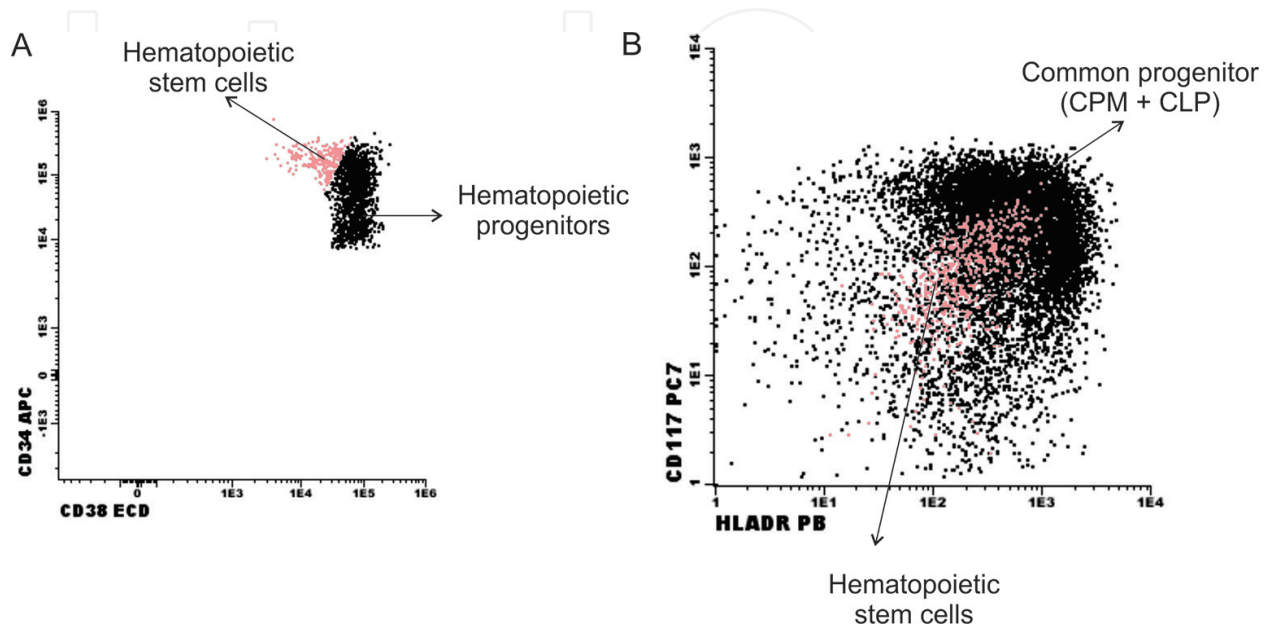 A
Hematopoietic
stem cells
1E6
1E5
1E4
1E3
0
-1E3
CD34 APC
Hematopoietic
progenitors
0
1E3
1E4
1E5
1E6
CD38 ECD
B
1E4
1E3
1E2
1E1
1
CD117 PC7
Common progenitor
(CPM + CLP)
1
1E1
1E2
1E3
1E4
HLADR PB
Hematopoietic
stem cells